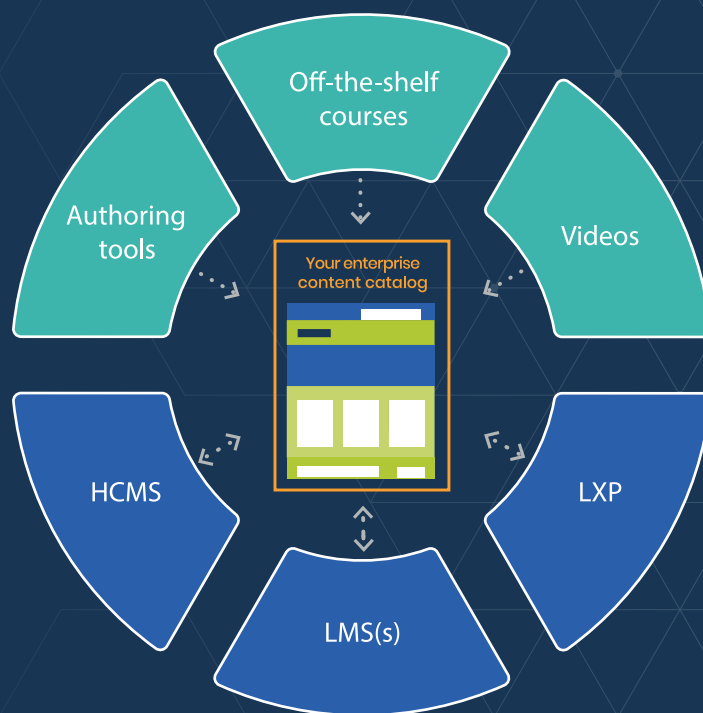 Off-the-shelf
courses
Authoring
tools
Videos
Your enterprise
content catalog
HCMS
LXP
LMS(s)